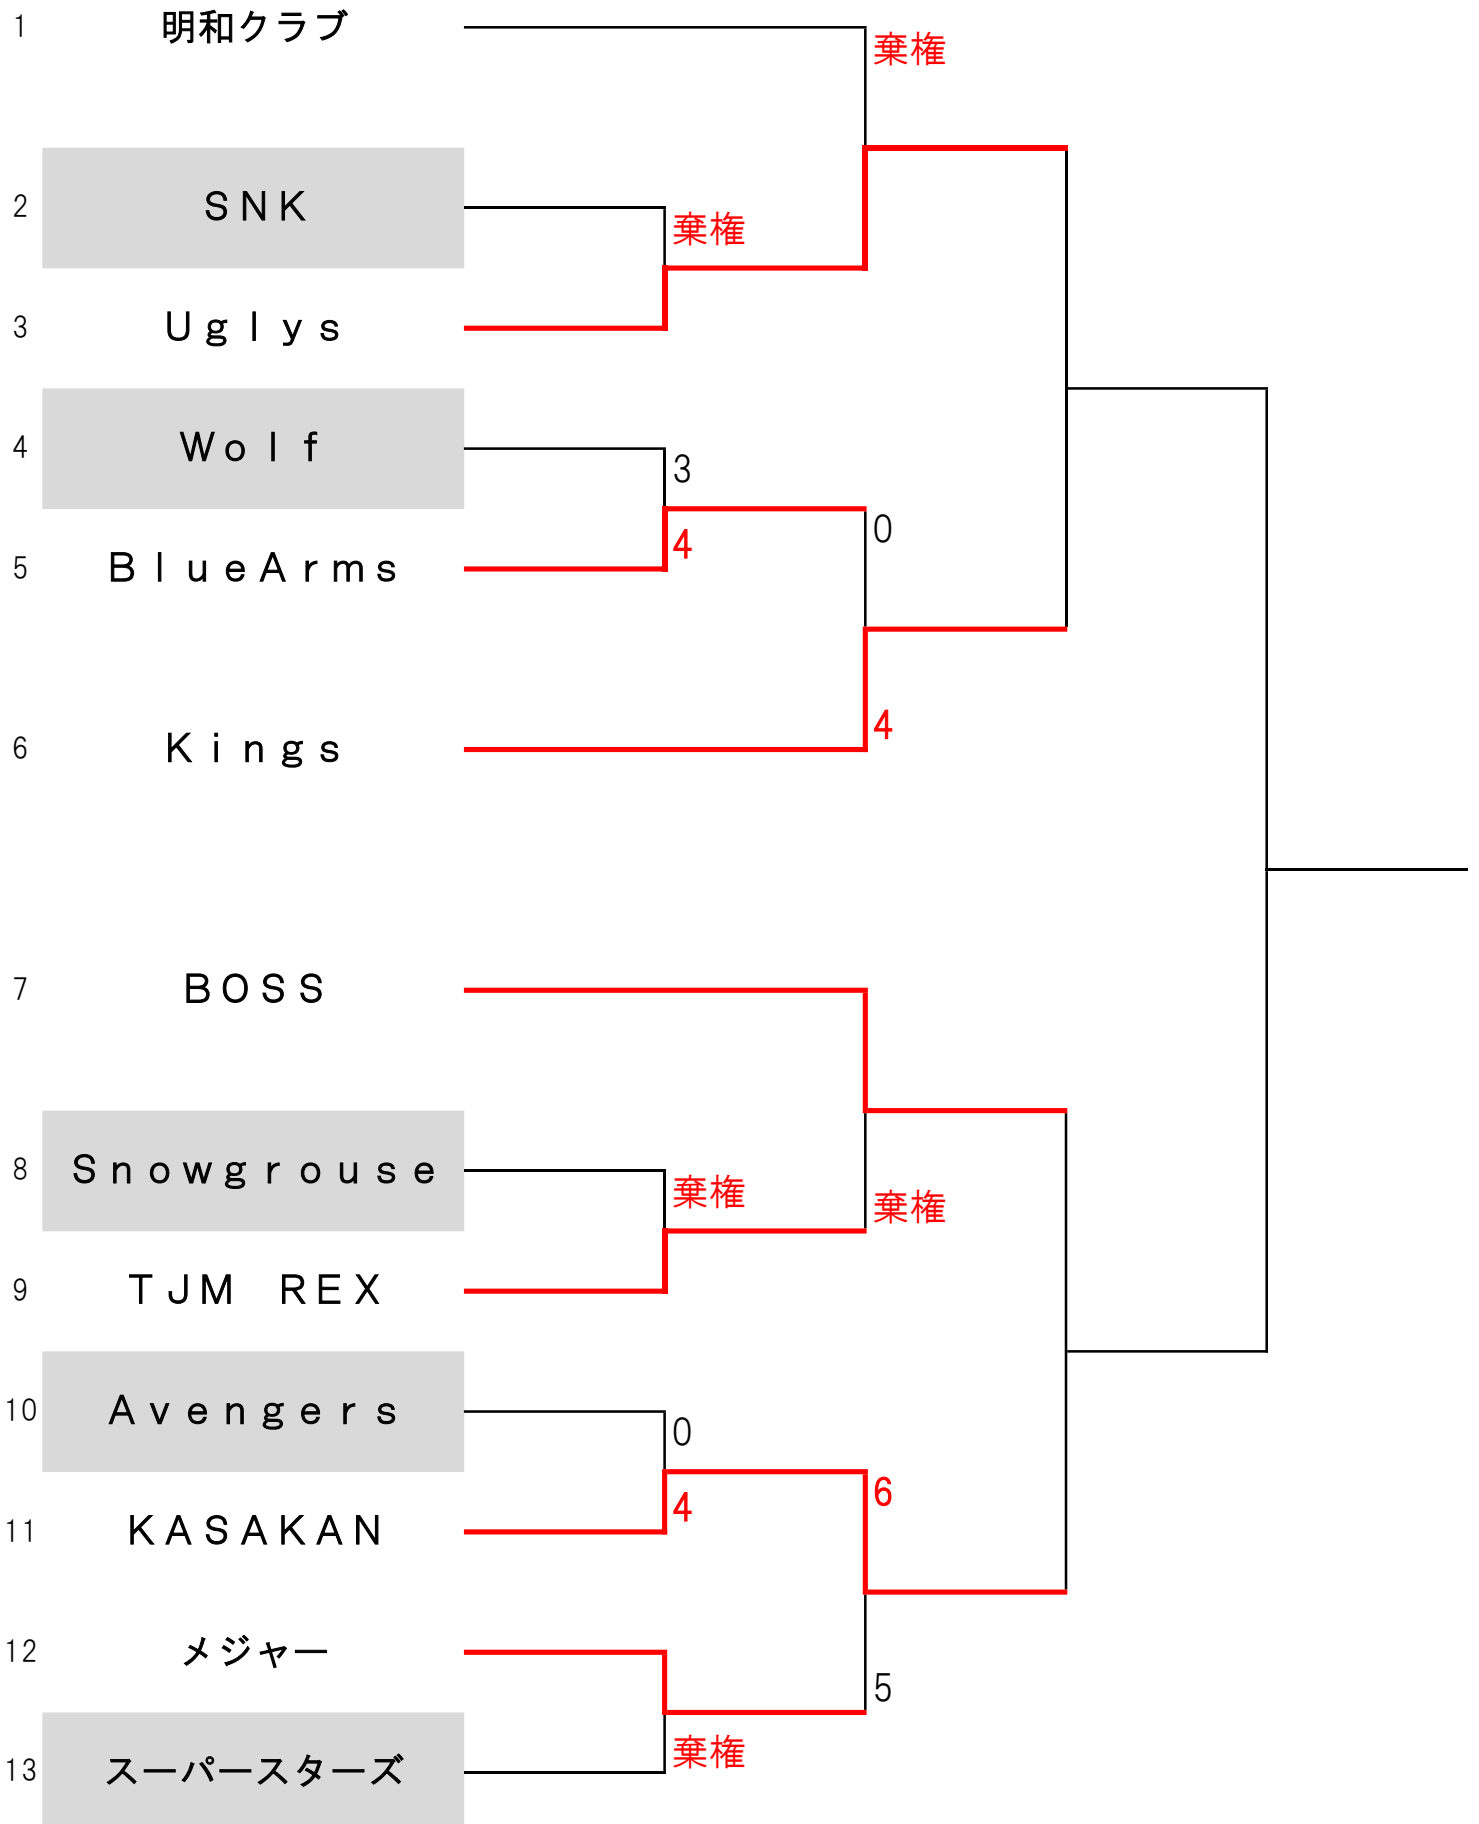 1 明和クラブ
棄権
2 ＳＮＫ
棄権
3 Ｕｇｌｙｓ
4 Ｗｏｌｆ
3
0
4
5 ＢｌｕｅＡｒｍｓ
4
6 Ｋｉｎｇｓ
7 ＢＯＳＳ
8 Ｓｎｏｗｇｒｏｕｓｅ
棄権 棄権
9 ＴＪＭ　ＲＥＸ
10 Ａｖｅｎｇｅｒｓ
0
6
4
11 ＫＡＳＡＫＡＮ
12 メジャー
5
棄権
13 スーパースターズ